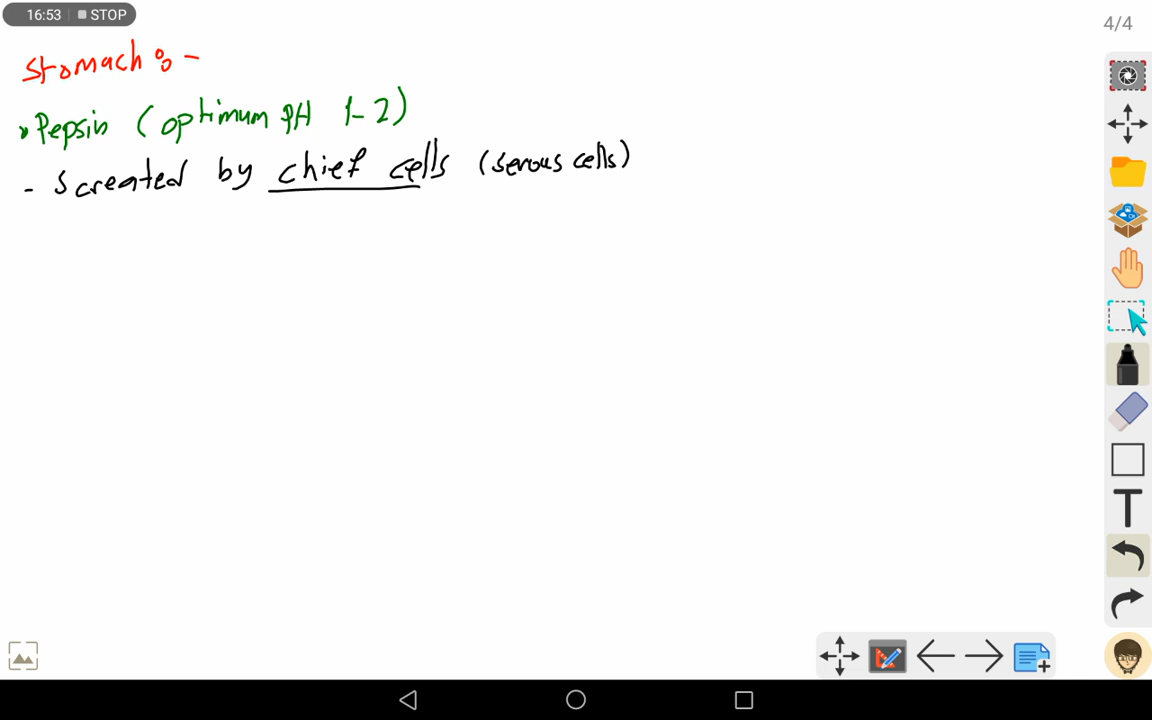 16:53 STOP
4/4
Stomach :-
• Pepsin (optimum pH 1-2)
- Screated by chief cells (serous cells)
T